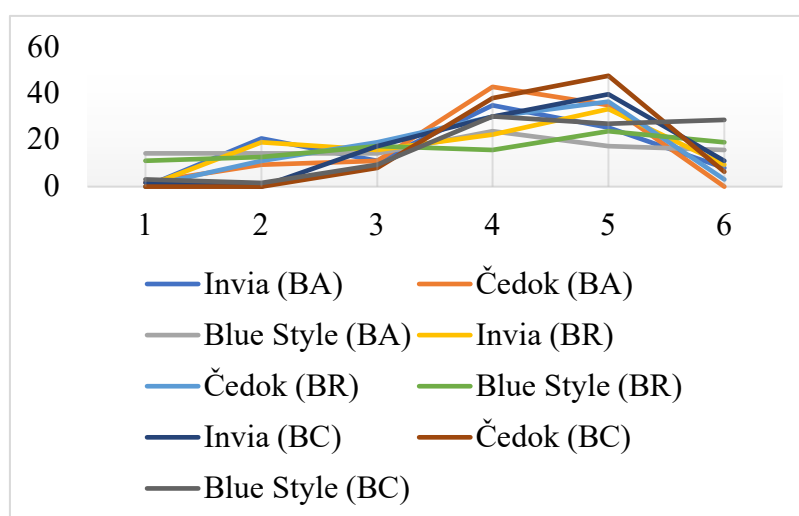 60
40
20
0
1 2 3 4 5 6
Invia (BA) Čedok (BA)
Blue Style (BA) Invia (BR)
Čedok (BR) Blue Style (BR)
Invia (BC) Čedok (BC)
Blue Style (BC)